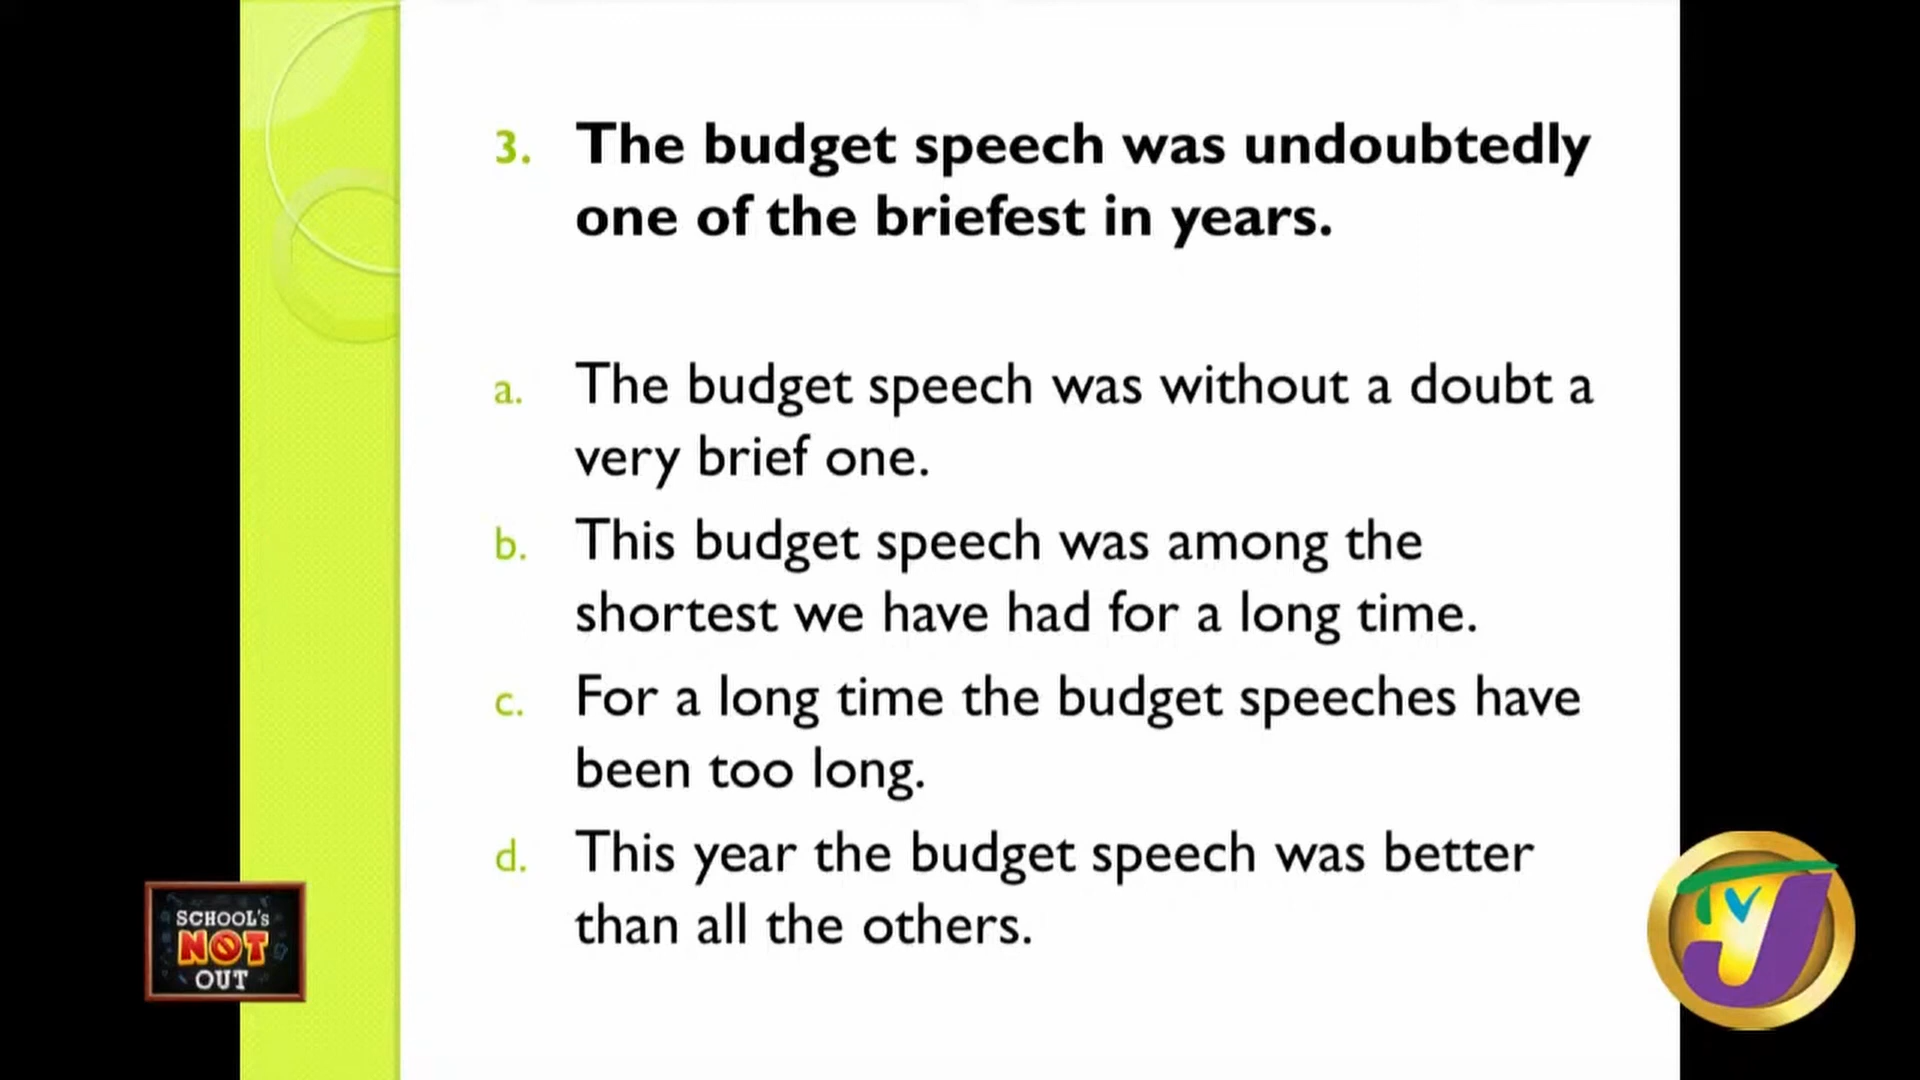 3. The budget speech was undoubtedly
one of the briefest in years.
a. The budget speech was without a doubt a
very brief one.
b. This budget speech was among the
shortest we have had for a long time.
c. For a long time the budget speeches have
been too long.
d. This year the budget speech was better
than all the others.
SCHOOL's
NOT
OUT
TVJ